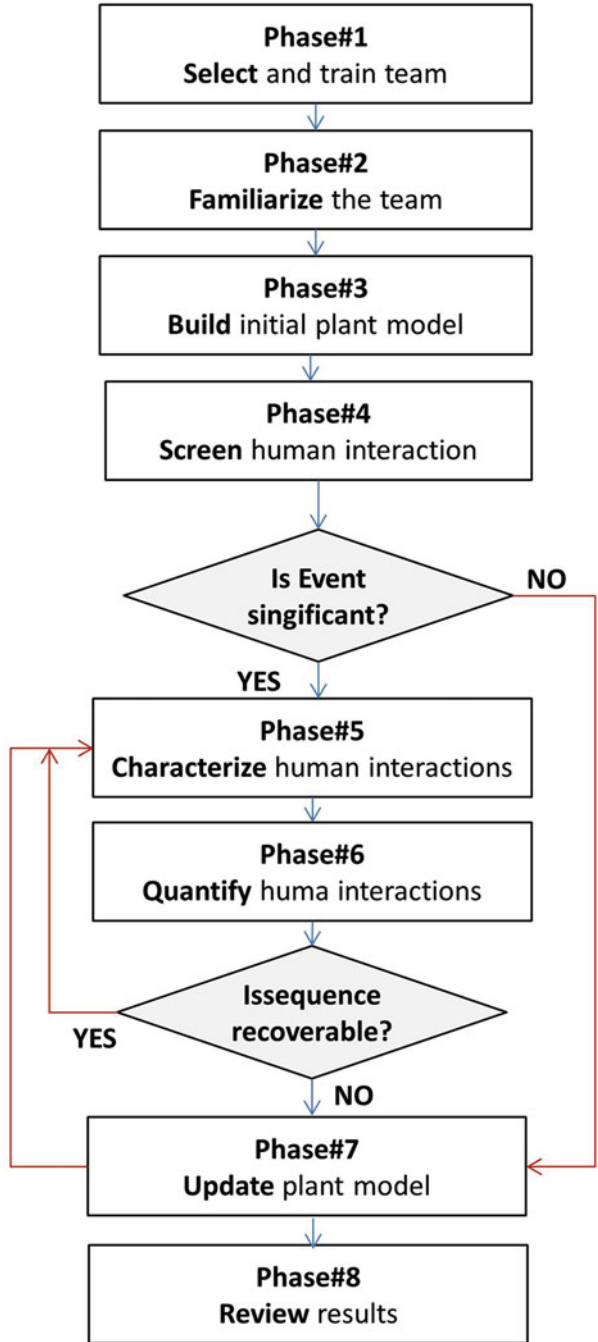 Phase#1
Select and train team
Phase#2
Familiarize the team
Phase#3
Build initial plant model
Phase#4
Screen human interaction
Is Event
singificant?
NO
YES
Phase#5
Characterize human interactions
Phase#6
Quantify huma interactions
Issequence
recoverable?
YES
NO
Phase#7
Update plant model
Phase#8
Review results